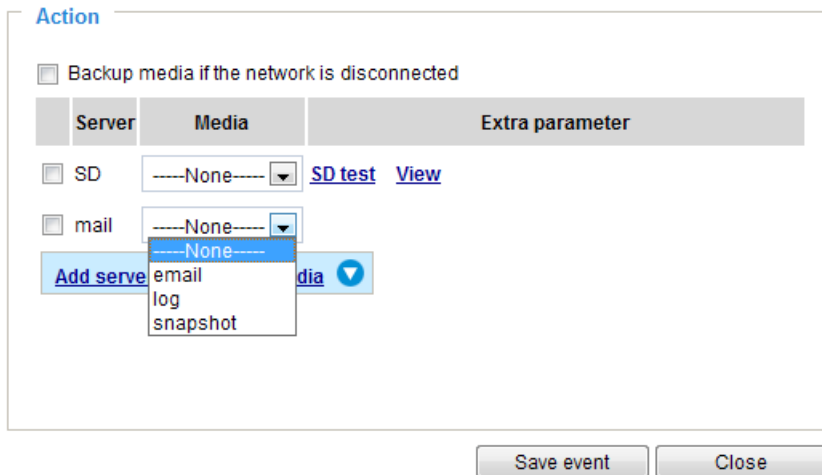 Action
Backup media if the network is disconnected
Server Media Extra parameter
SD -----None----- SD test View
mail -----None-----
-----None-----
Add serve dia
email
log
snapshot
Save event Close